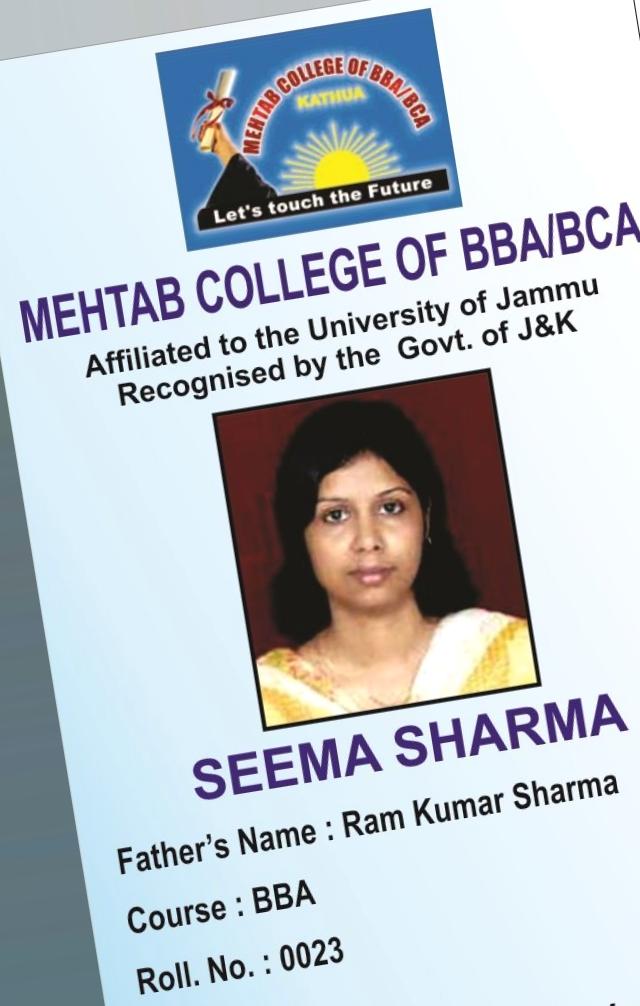 MEHTAB COLLEGE OF BBA/BCA
KATHUA
Let's touch the Future
MEHTAB COLLEGE OF BBA/BCA
Affiliated to the University of Jammu
Recognised by the Govt. of J&K
SEEMA SHARMA
Father's Name : Ram Kumar Sharma
Course : BBA
Roll. No. : 0023